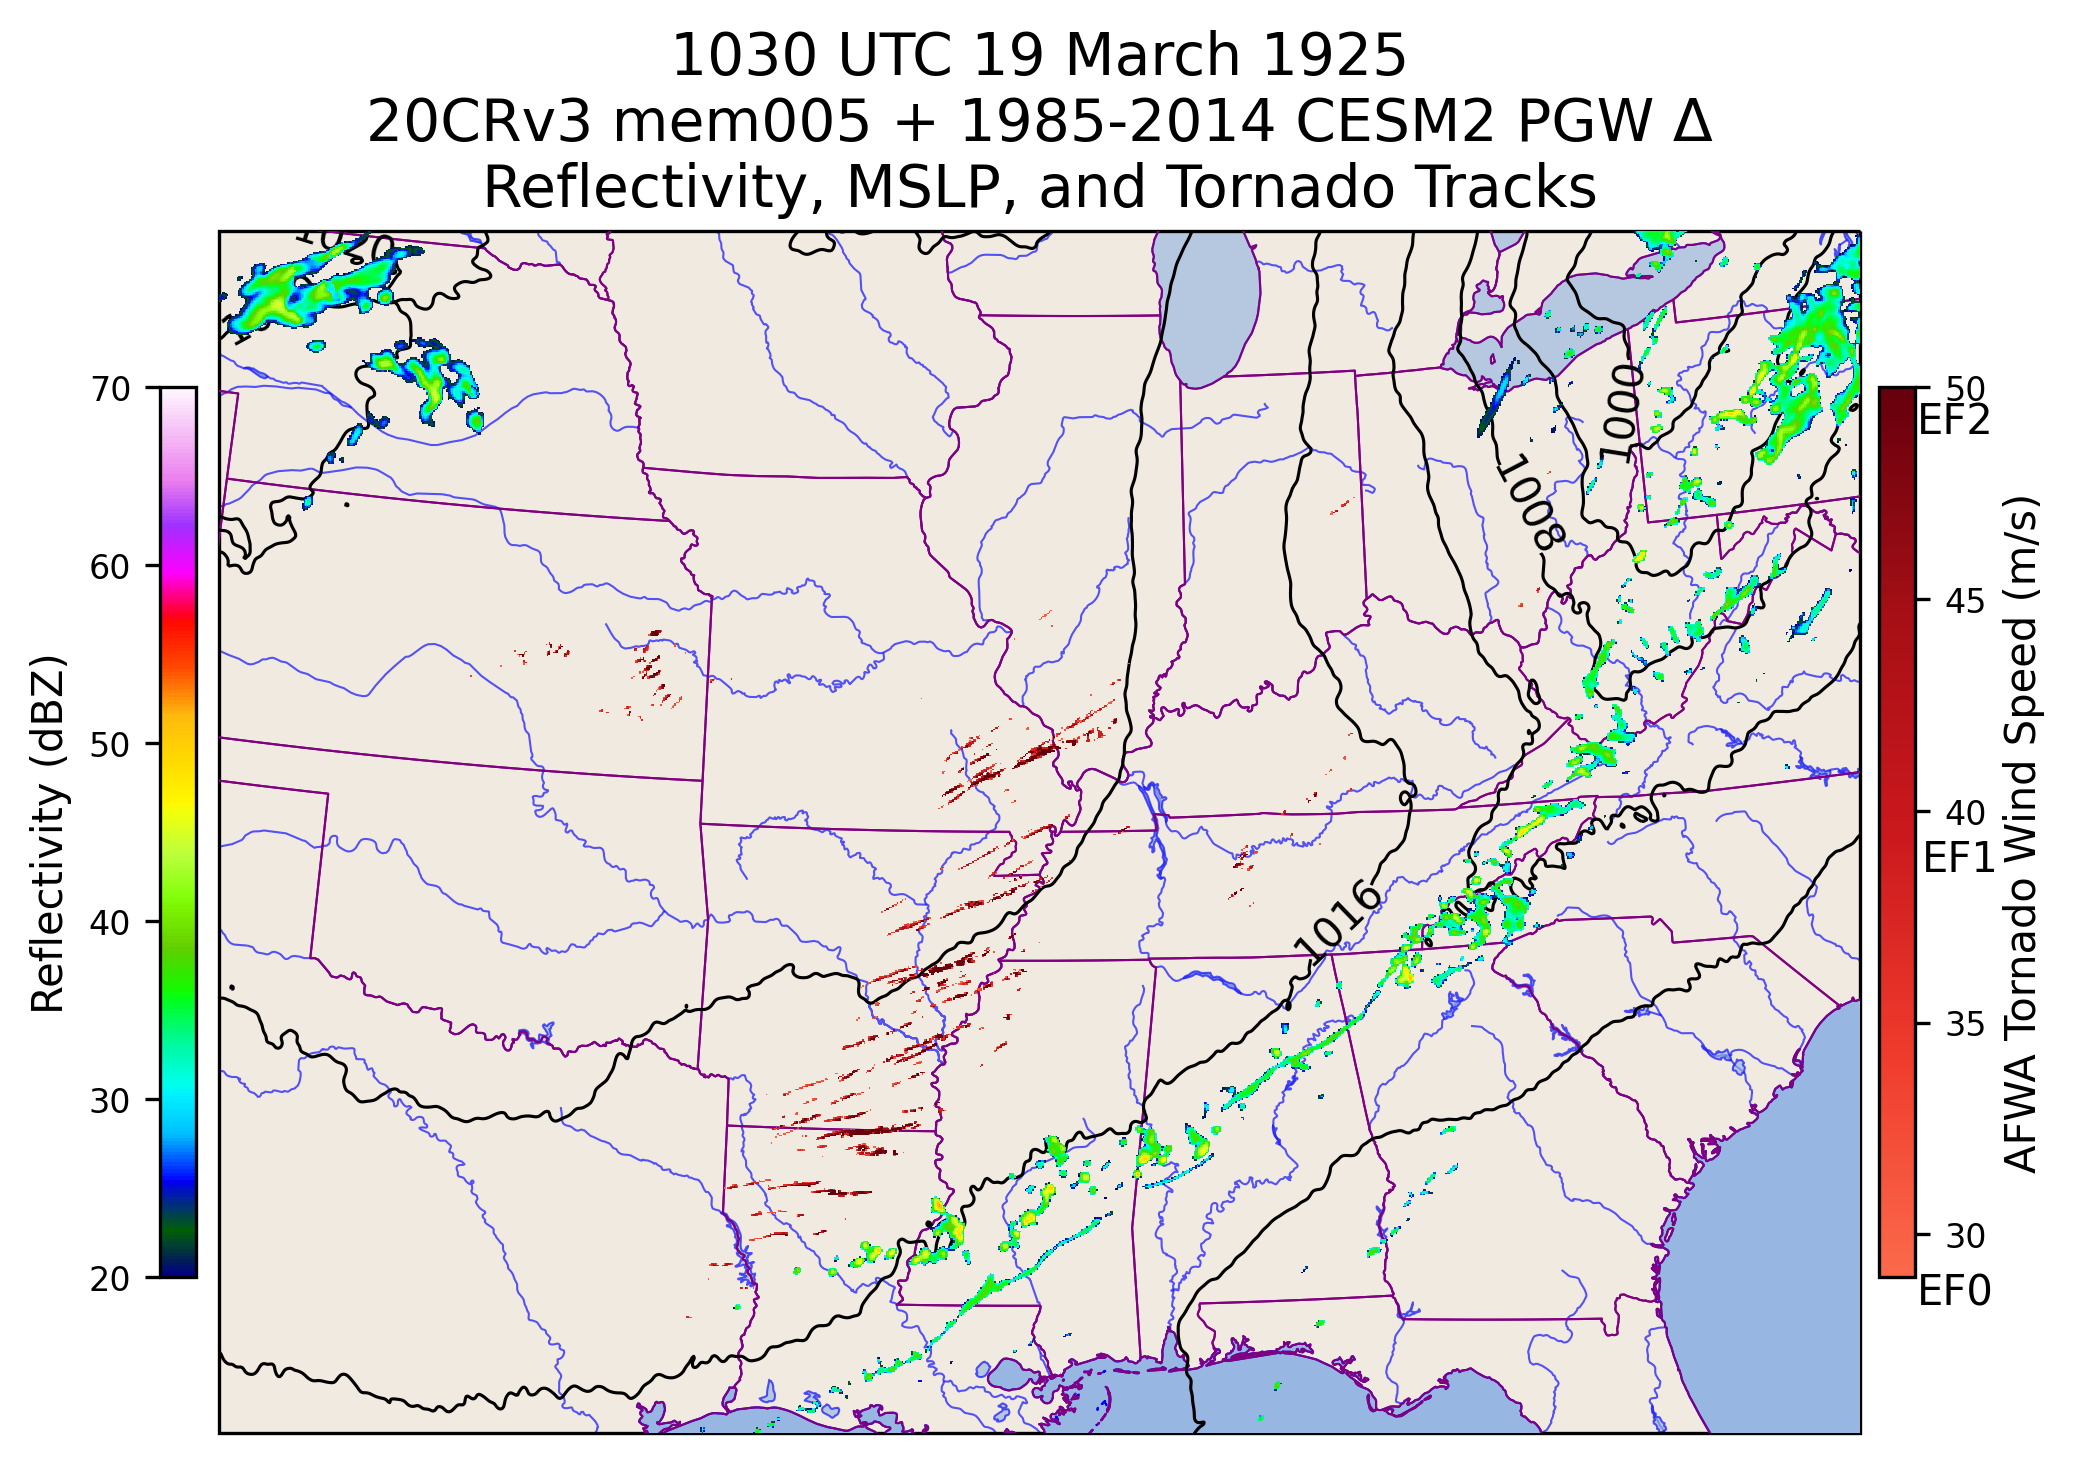 1030 UTC 19 March 1925
20CRv3 mem005 + 1985-2014 CESM2 PGW Δ
Reflectivity, MSLP, and Tornado Tracks
Reflectivity (dBZ)
70
60
50
40
30
20
1000
1008
1016
50
EF2
45
40
EF1
35
30
EF0
AFWA Tornado Wind Speed (m/s)